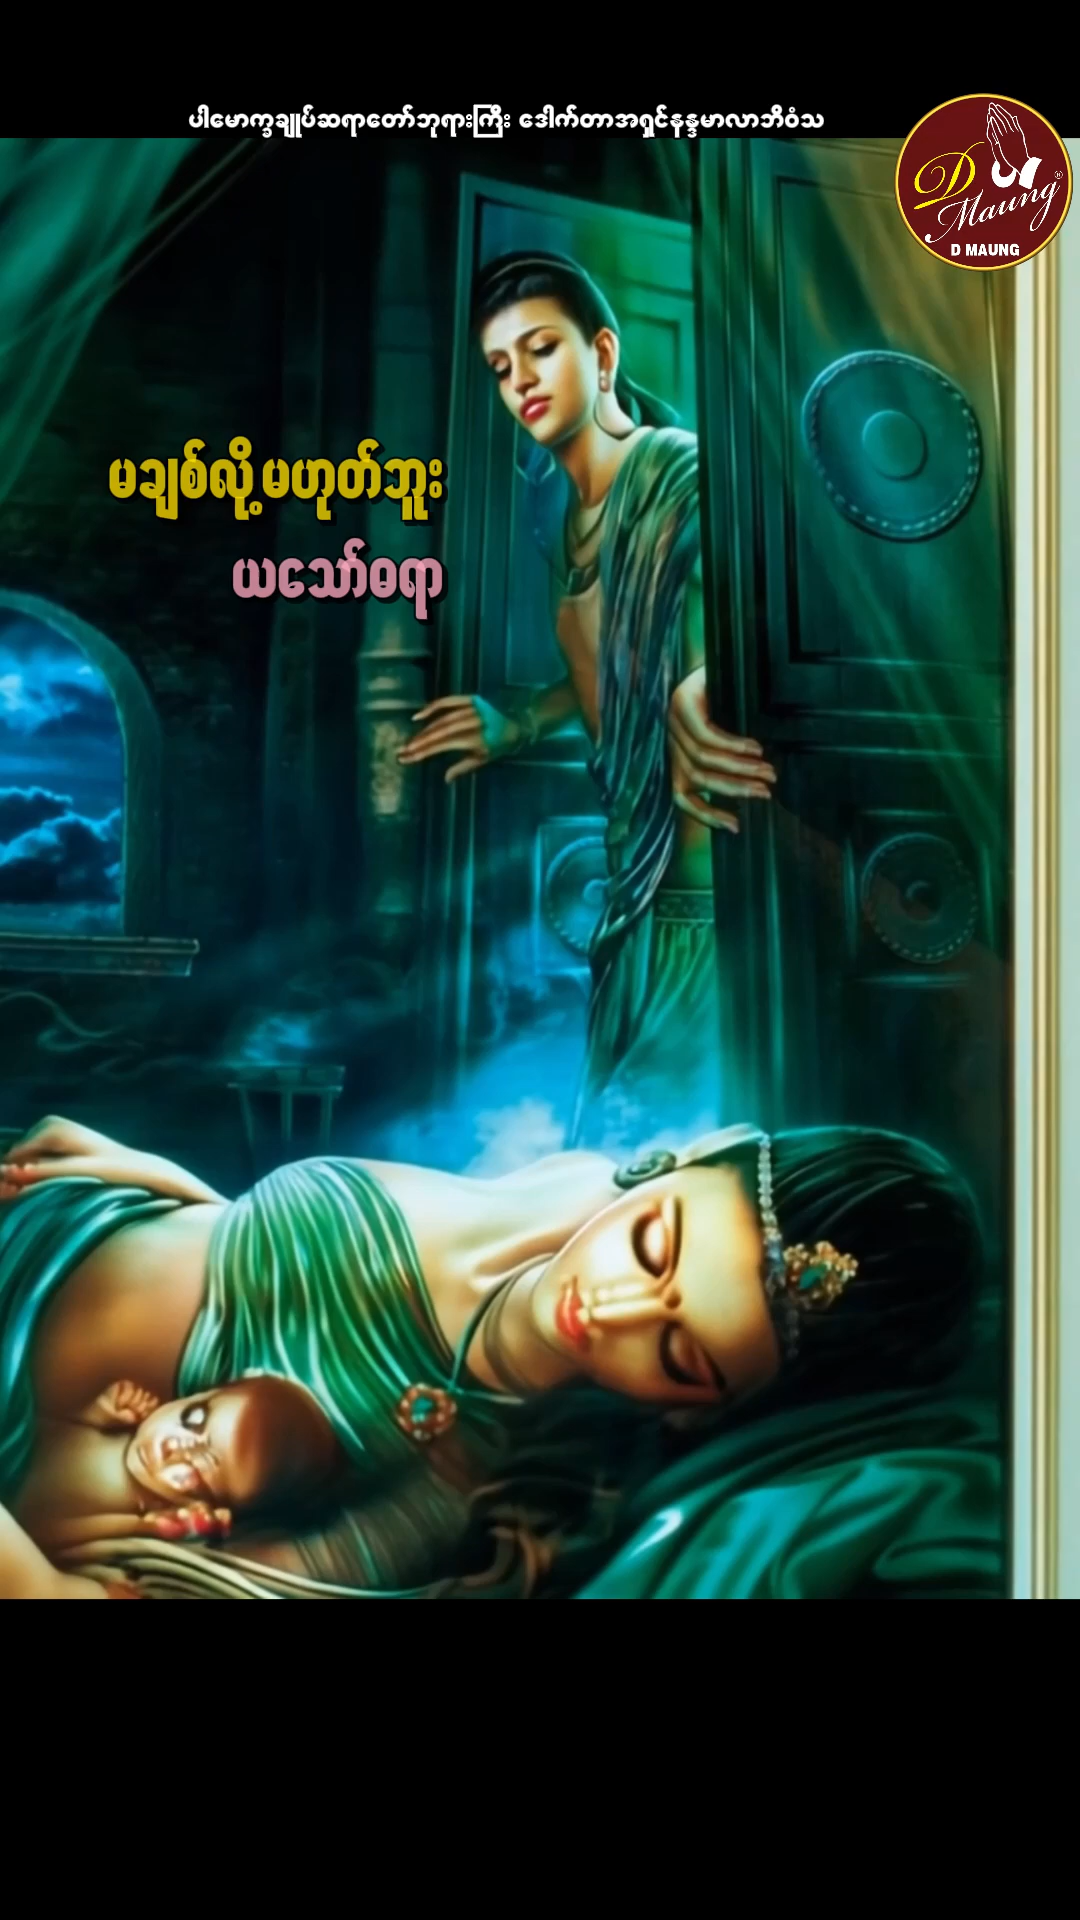 ပါမောက္ခချုပ်ဆရာတော်ဘုရားကြီး ဒေါက်တာအရှင်နန္ဒမာလာဘိဝံသ
D
Maung®
D MAUNG
မချစ်လို့မဟုတ်ဘူး
ယသော်ဓရာ